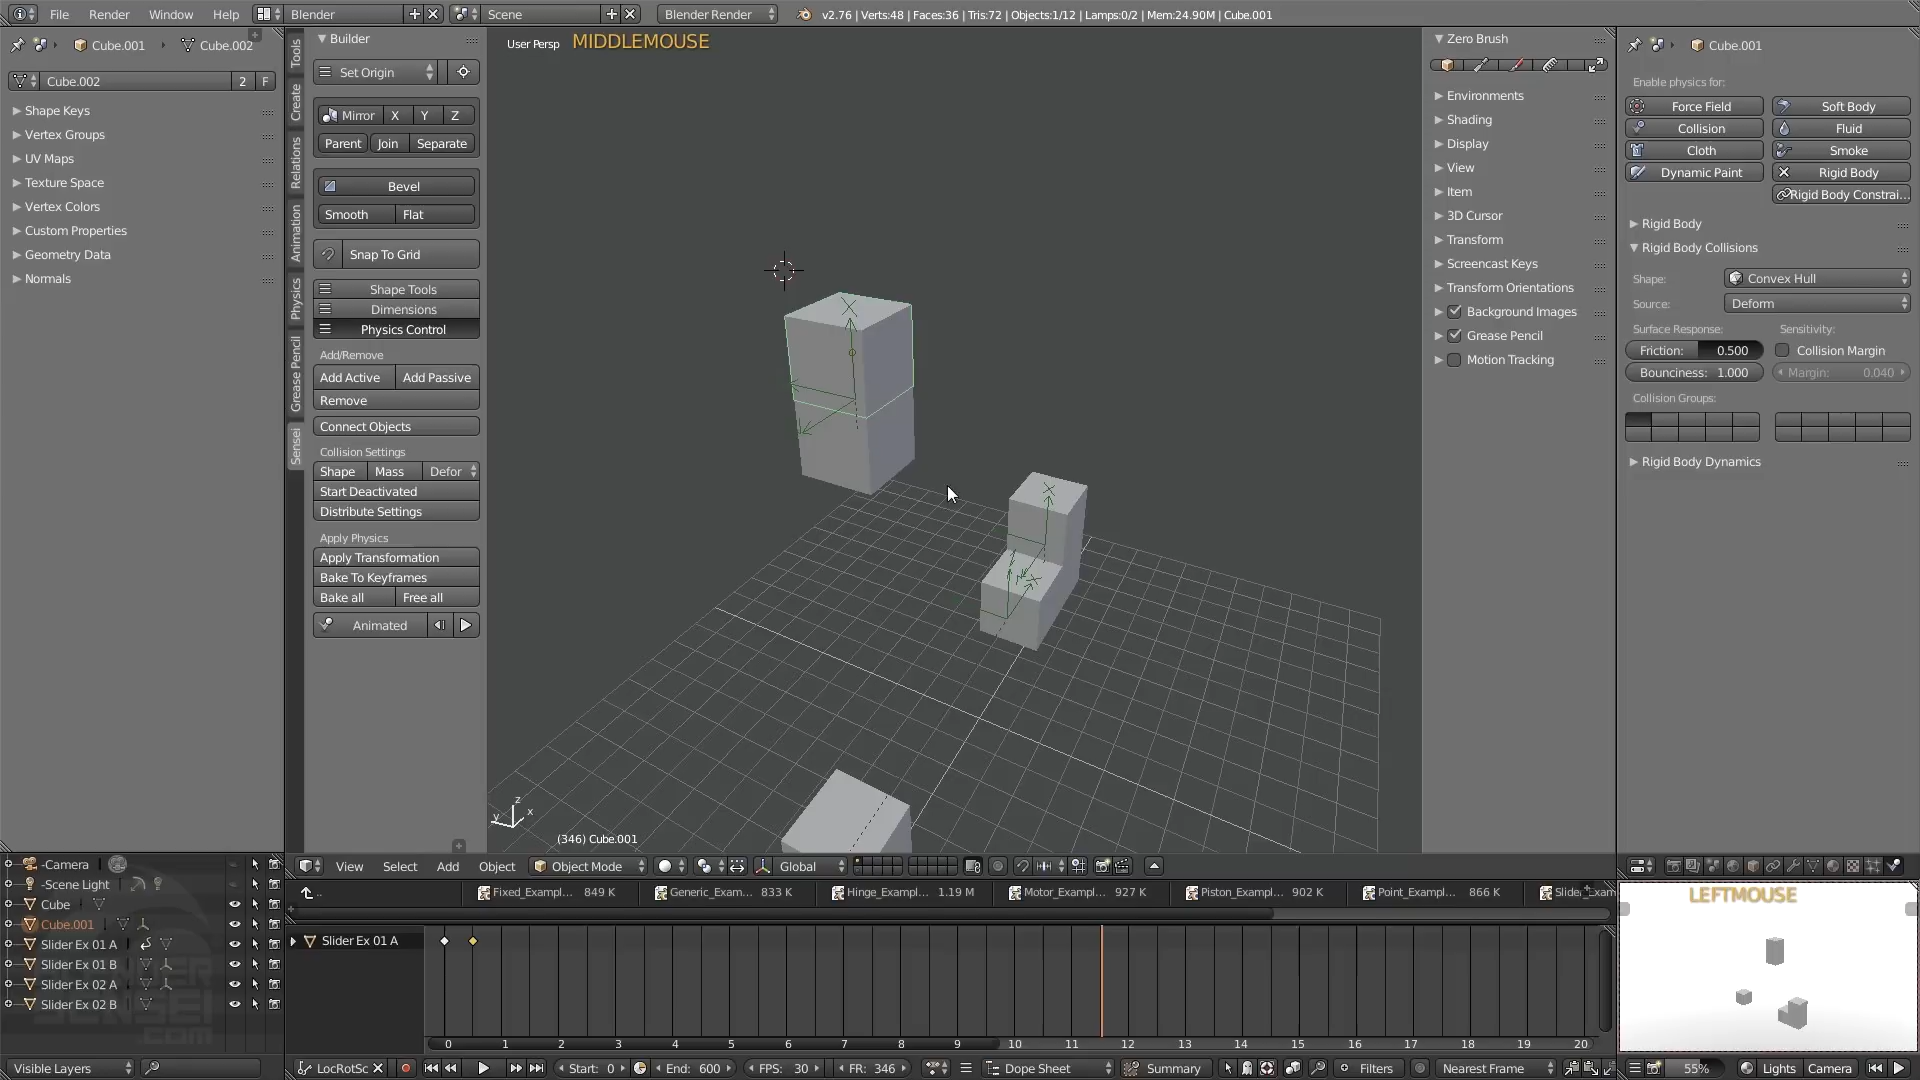 File Render Window Help Blender Scene Blender Render v2.76 | Verts:48 | Faces:36 | Tris:72 | Objects:1/12 | Lamps:0/2 | Mem:24.90M | Cube.001
Cube.001 Cube.002
Cube.002 2 F
Shape Keys
Vertex Groups
UV Maps
Texture Space
Vertex Colors
Custom Properties
Geometry Data
Normals
Tools
Create
Relations
Animation
Physics
Grease Pencil
Sensei
Builder
Set Origin
Mirror X Y Z
Parent Join Separate
Bevel
Smooth Flat
Snap To Grid
Shape Tools
Dimensions
Physics Control
Add/Remove
Add Active Add Passive
Remove
Connect Objects
Collision Settings
Shape Mass Defor
Start Deactivated
Distribute Settings
Apply Physics
Apply Transformation
Bake To Keyframes
Bake all Free all
Animated
User Persp MIDDLEMOUSE
z
y x
(346) Cube.001
Zero Brush
Environments
Shading
Display
View
Item
3D Cursor
Transform
Screencast Keys
Transform Orientations
Background Images
Grease Pencil
Motion Tracking
Cube.001
Enable physics for:
Force Field Soft Body
Collision Fluid
Cloth Smoke
Dynamic Paint Rigid Body
Rigid Body Constrai...
Rigid Body
Rigid Body Collisions
Shape: Convex Hull
Source: Deform
Surface Response: Sensitivity:
Friction: 0.500 Collision Margin
Bounciness: 1.000 Margin: 0.040
Collision Groups:
Rigid Body Dynamics
View Select Add Object Object Mode Global
-Camera
-Scene Light
Cube
Cube.001
Slider Ex 01 A
Slider Ex 01 B
Slider Ex 02 A
Slider Ex 02 B
SENSEI
.COM
Visible Layers
.. Fixed_Exampl... 849 K Generic_Exam... 833 K Hinge_Exampl... 1.19 M Motor_Exampl... 927 K Piston_Exampl... 902 K Point_Exampl... 866 K
Slider Ex 01 A
0 1 2 3 4 5 6 7 8 9 10 11 12 13 14 15 16 17 18 19 20
LocRotSc Start: 0 End: 600 FPS: 30 FR: 346 Dope Sheet Summary Filters Nearest Frame
LEFTMOUSE
55% Lights Camera